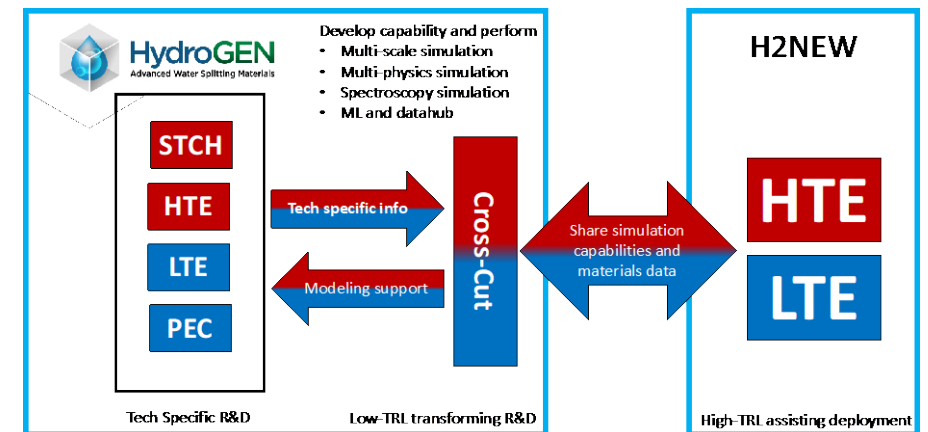 HydroGEN
Advanced Water Splitting Materials
Develop capability and perform
• Multi-scale simulation
• Multi-physics simulation
• Spectroscopy simulation
• ML and datahub
STCH
HTE
LTE
PEC
Tech specific info
Modeling support
Cross-Cut
Tech Specific R&D
Low-TRL transforming R&D
Share simulation
capabilities and
materials data
H2NEW
HTE
LTE
High-TRL assisting deployment